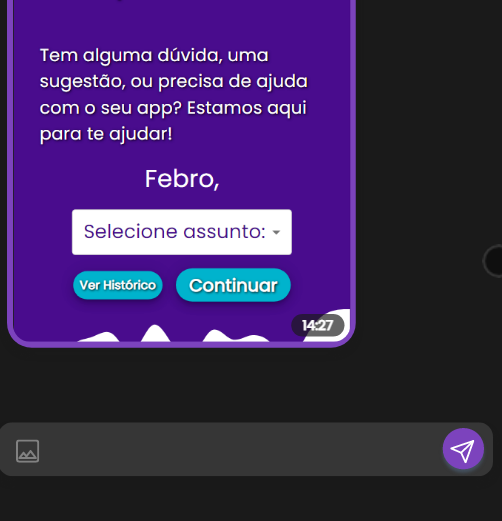 Tem alguma dúvida, uma
sugestão, ou precisa de ajuda
com o seu app? Estamos aqui
para te ajudar!
Febro,
Selecione assunto:
Ver Histórico Continuar
14:27